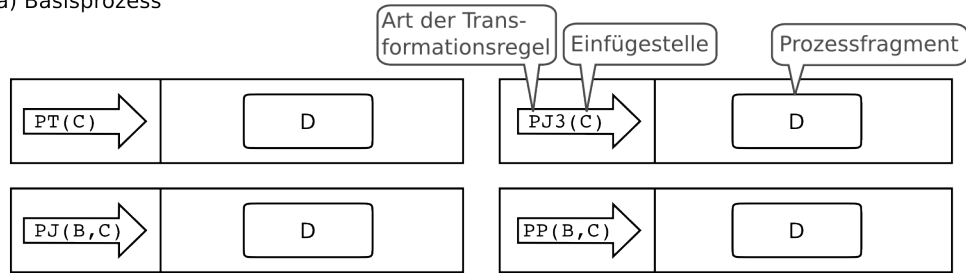 a) Basisprozess
Art der Trans-
formationsregel
Einfügestelle
Prozessfragment
PT(C)
D
PJ3(C)
D
PJ(B,C)
D
PP(B,C)
D